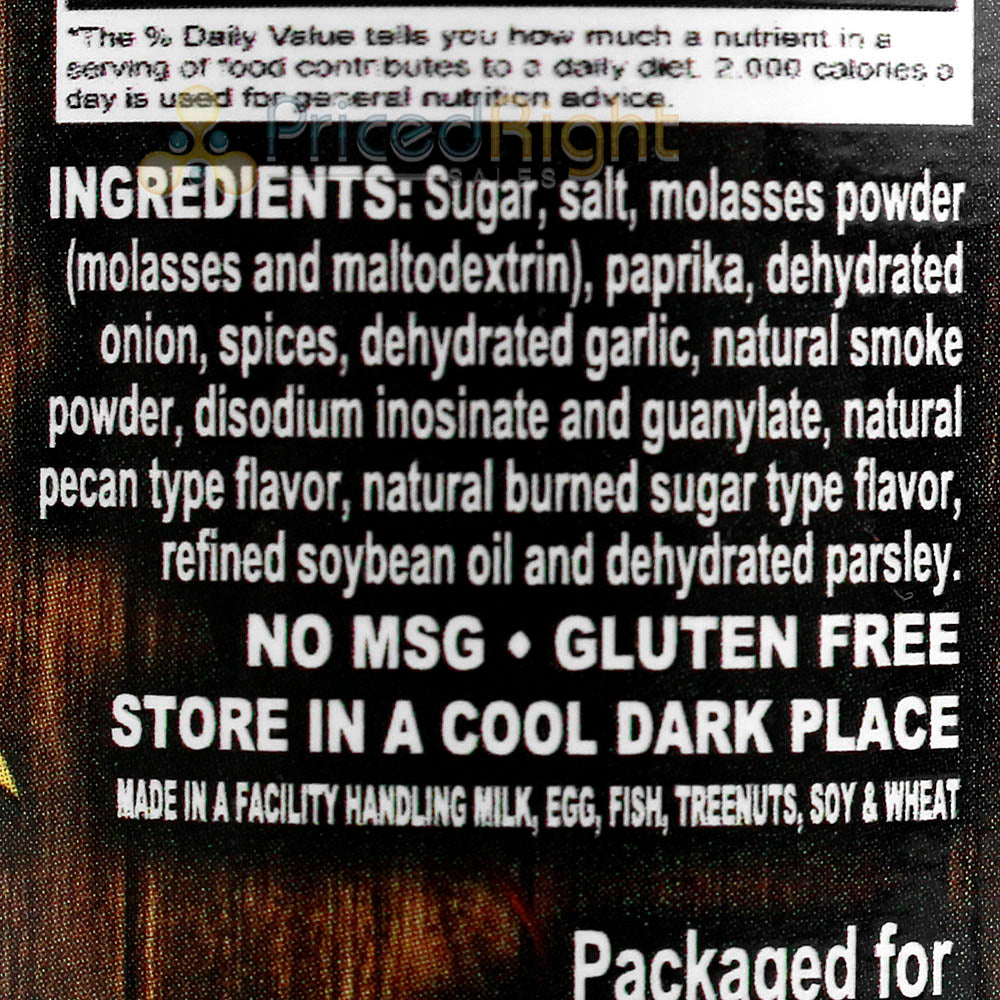 *The % Daily Value tells you how much a nutrient in a
serving of food contributes to a daily diet. 2,000 calories a
day is used for general nutrition advice.
PricedRight
SALES
INGREDIENTS: Sugar, salt, molasses powder
(molasses and maltodextrin), paprika, dehydrated
onion, spices, dehydrated garlic, natural smoke
powder, disodium inosinate and guanylate, natural
pecan type flavor, natural burned sugar type flavor,
refined soybean oil and dehydrated parsley.
NO MSG • GLUTEN FREE
STORE IN A COOL DARK PLACE
MADE IN A FACILITY HANDLING MILK, EGG, FISH, TREENUTS, SOY & WHEAT
Packaged for